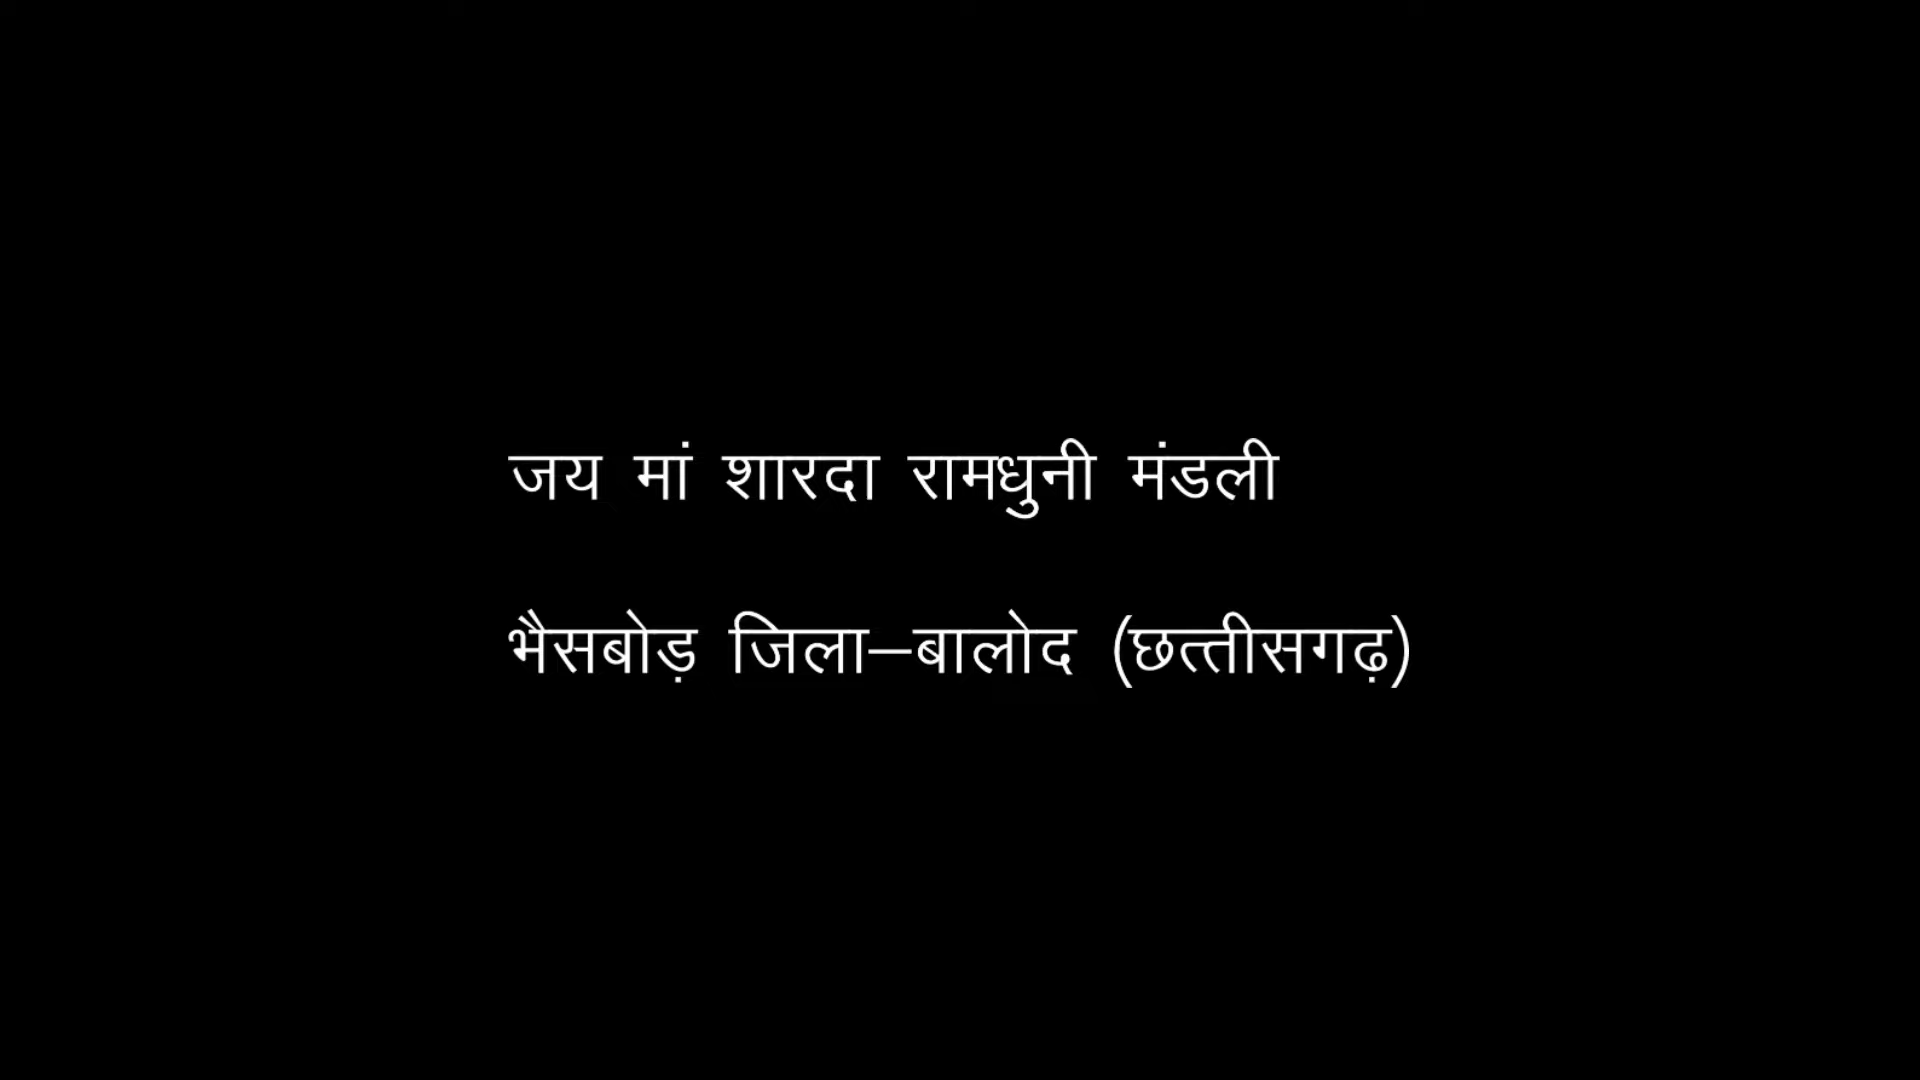 जय मां शारदा रामधुनी मंडली
भैसबोड़ जिला–बालोद (छत्तीसगढ़)